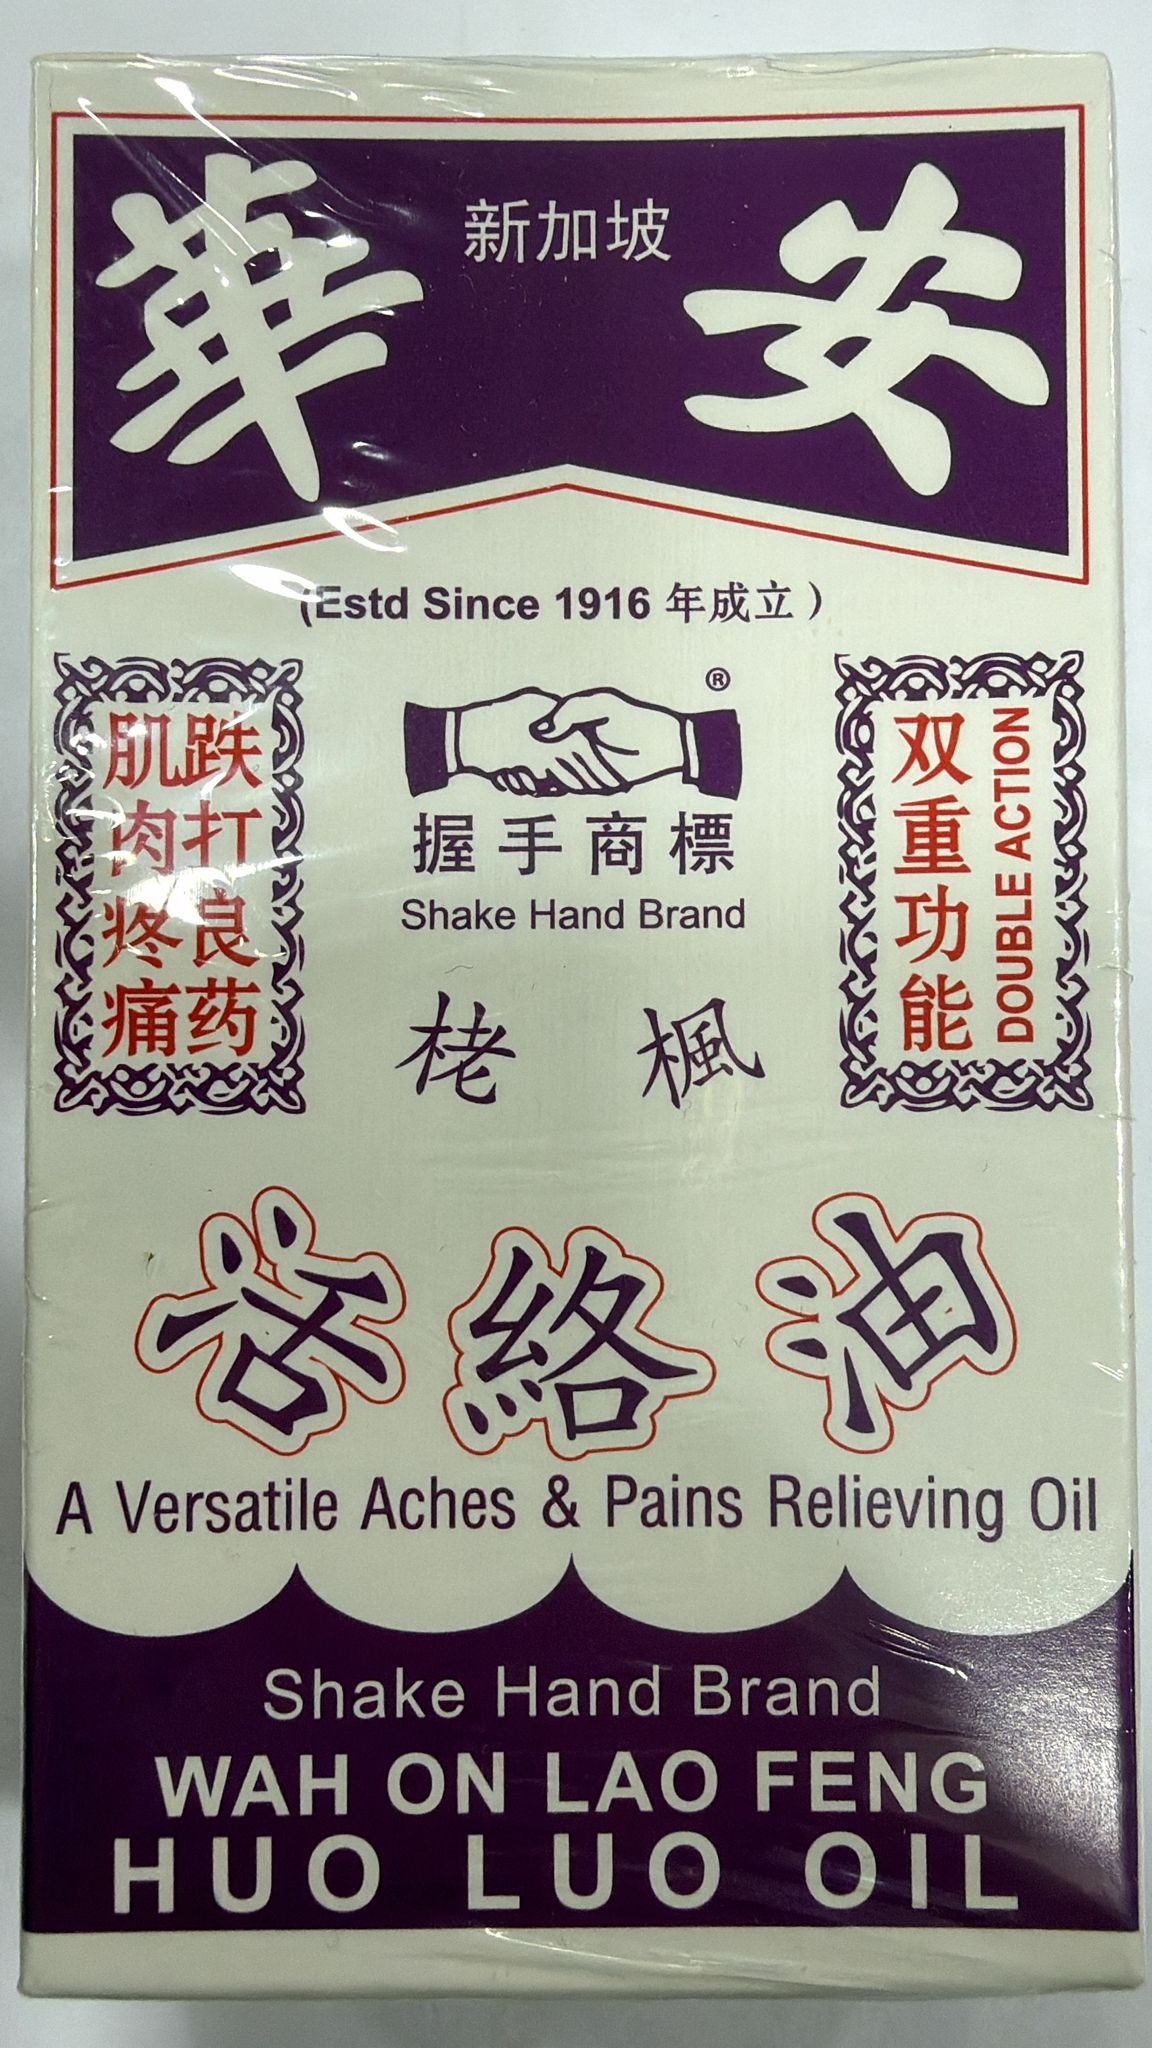 華 新加坡 安
(Estd Since 1916 年成立)
跌打良药
肌肉疼痛
®
握手商標
Shake Hand Brand
双重功能
DOUBLE ACTION
栳 楓
活絡油
A Versatile Aches & Pains Relieving Oil
Shake Hand Brand
WAH ON LAO FENG
HUO LUO OIL